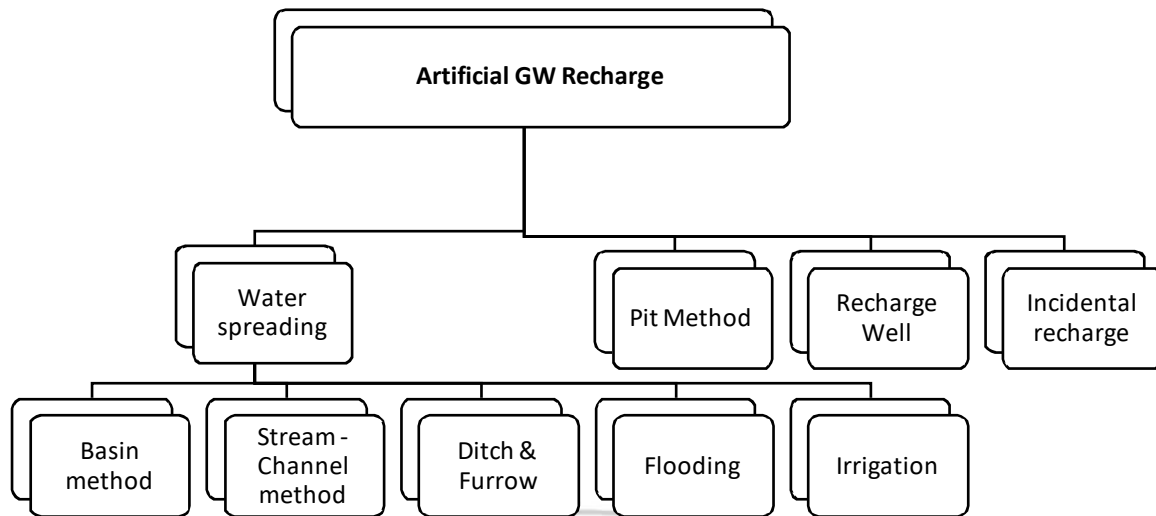 Artificial GW Recharge
Water
spreading
Pit Method
Recharge
Well
Incidental
recharge
Basin
method
Stream -
Channel
method
Ditch &
Furrow
Flooding
Irrigation